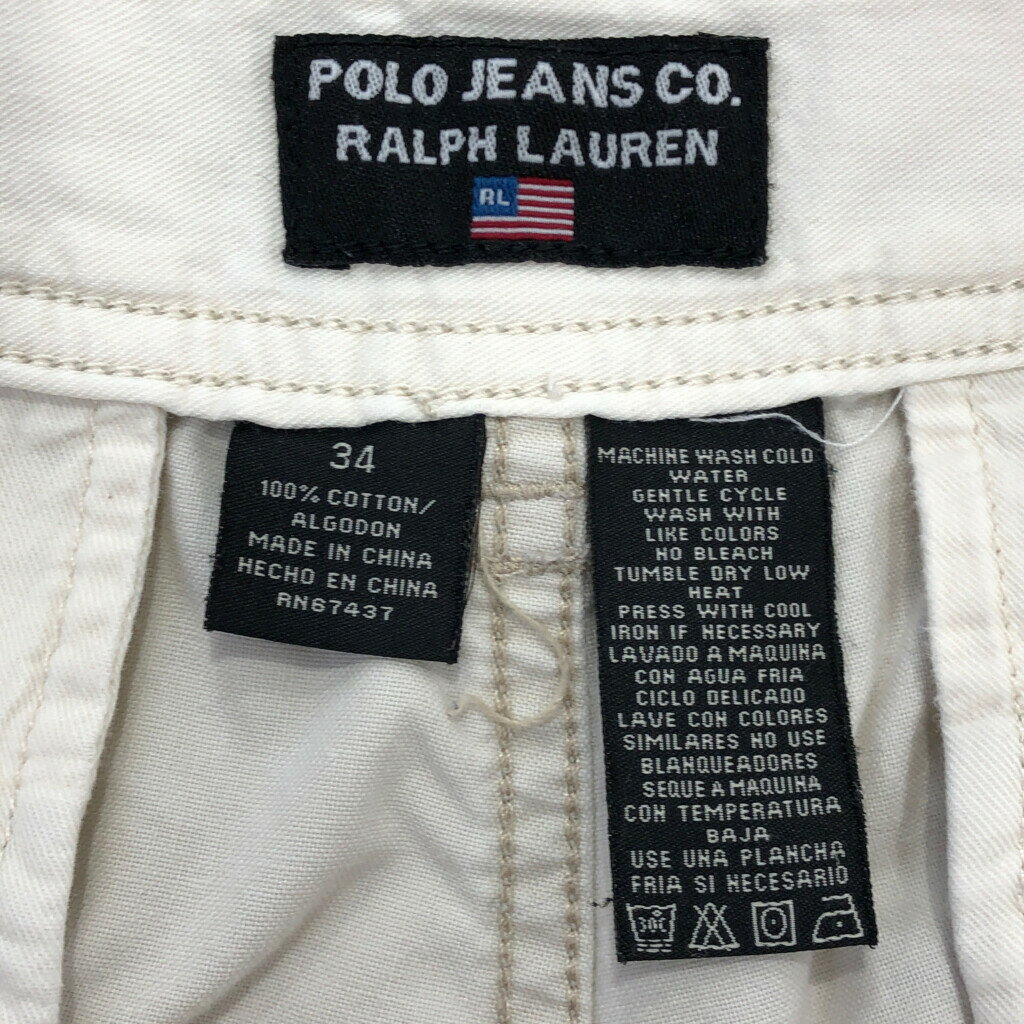 POLO JEANS CO.
RALPH LAUREN
RL
34
100% COTTON/
ALGODON
MADE IN CHINA
HECHO EN CHINA
RN67437
MACHINE WASH COLD
WATER
GENTLE CYCLE
WASH WITH
LIKE COLORS
NO BLEACH
TUMBLE DRY LOW
HEAT
PRESS WITH COOL
IRON IF NECESSARY
LAVADO A MAQUINA
CON AGUA FRIA
CICLO DELICADO
LAVE CON COLORES
SIMILARES NO USE
BLANQUEADORES
SEQUE A MAQUINA
CON TEMPERATURA
BAJA
USE UNA PLANCHA
FRIA SI NECESARIO
30C